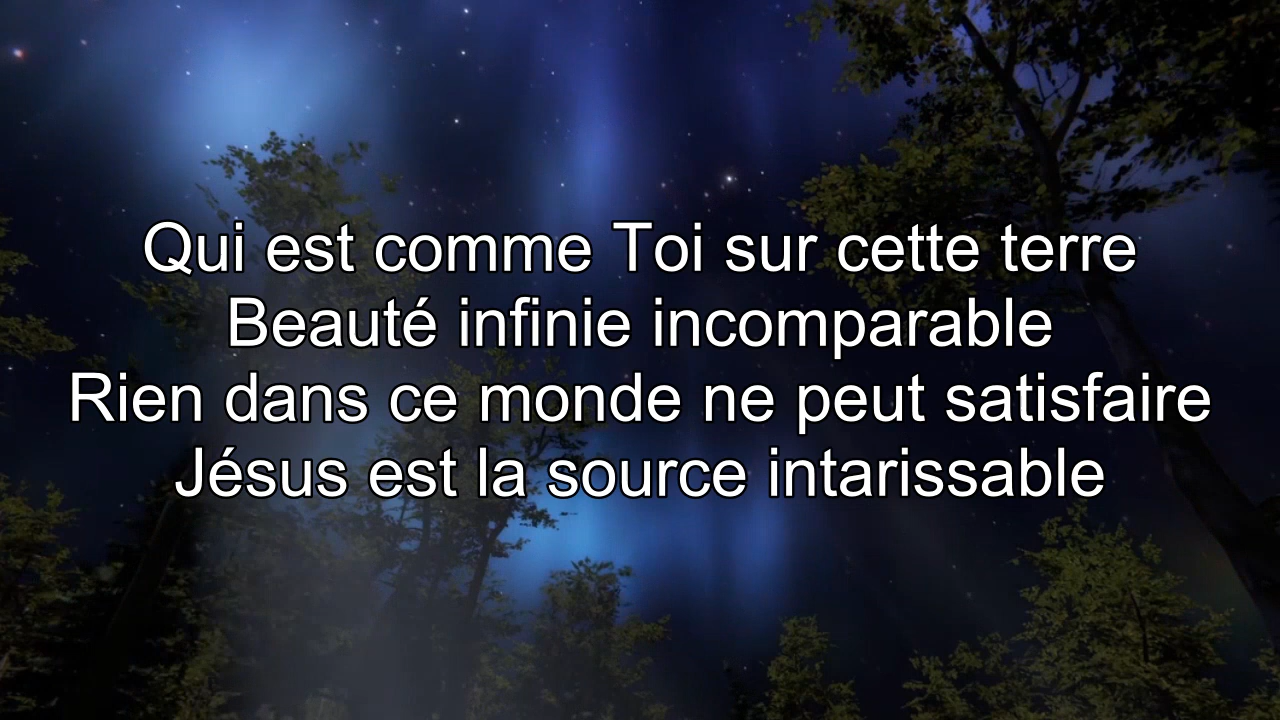 Qui est comme Toi sur cette terre
Beauté infinie incomparable
Rien dans ce monde ne peut satisfaire
Jésus est la source intarissable